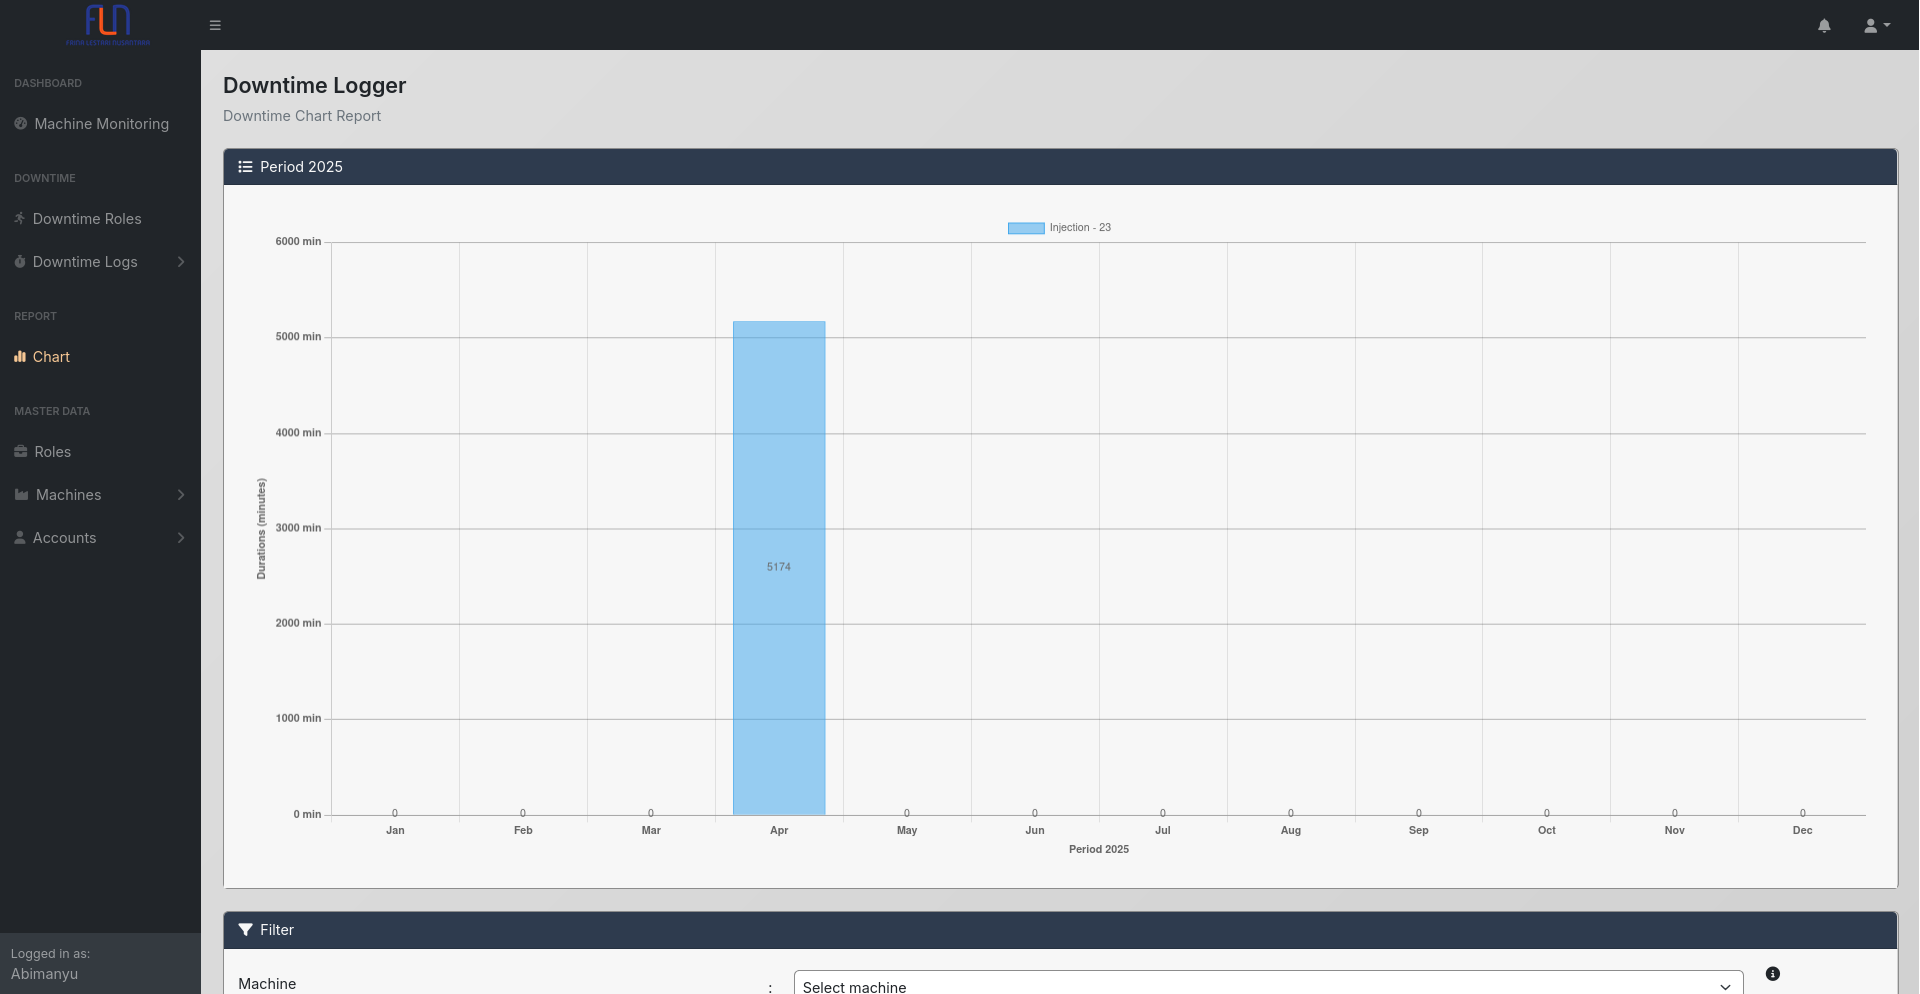 FLN
DASHBOARD
Machine Monitoring
DOWNTIME
Downtime Roles
Downtime Logs
REPORT
Chart
MASTER DATA
Roles
Machines
Accounts
Logged in as:
Abimanyu
Downtime Logger
Downtime Chart Report
Period 2025
Injection - 23
6000 min
5000 min
4000 min
3000 min
2000 min
1000 min
0 min
Durations (minutes)
0 0 0 5174 0 0 0 0 0 0 0 0
Jan Feb Mar Apr May Jun Jul Aug Sep Oct Nov Dec
Period 2025
Filter
Machine : Select machine